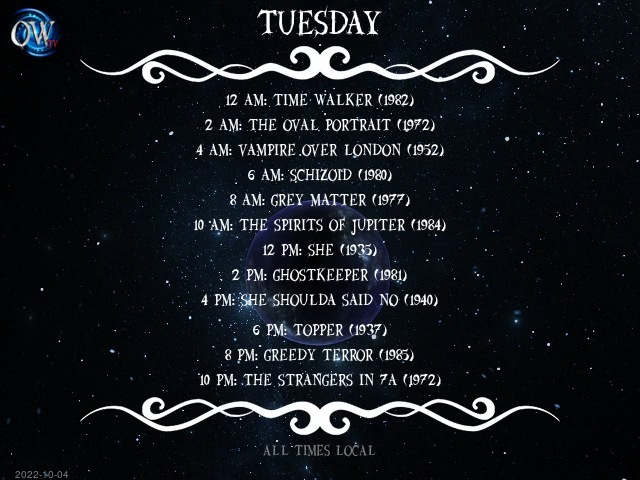 OW TV
TUESDAY
12 AM: TIME WALKER (1982)
2 AM: THE OVAL PORTRAIT (1972)
4 AM: VAMPIRE OVER LONDON (1952)
6 AM: SCHIZOID (1980)
8 AM: GREY MATTER (1977)
10 AM: THE SPIRITS OF JUPITER (1984)
12 PM: SHE (1935)
2 PM: GHOSTKEEPER (1981)
4 PM: SHE SHOULDA SAID NO (1940)
6 PM: TOPPER (1937)
8 PM: GREEDY TERROR (1985)
10 PM: THE STRANGERS IN 7A (1972)
ALL TIMES LOCAL
2022-10-04